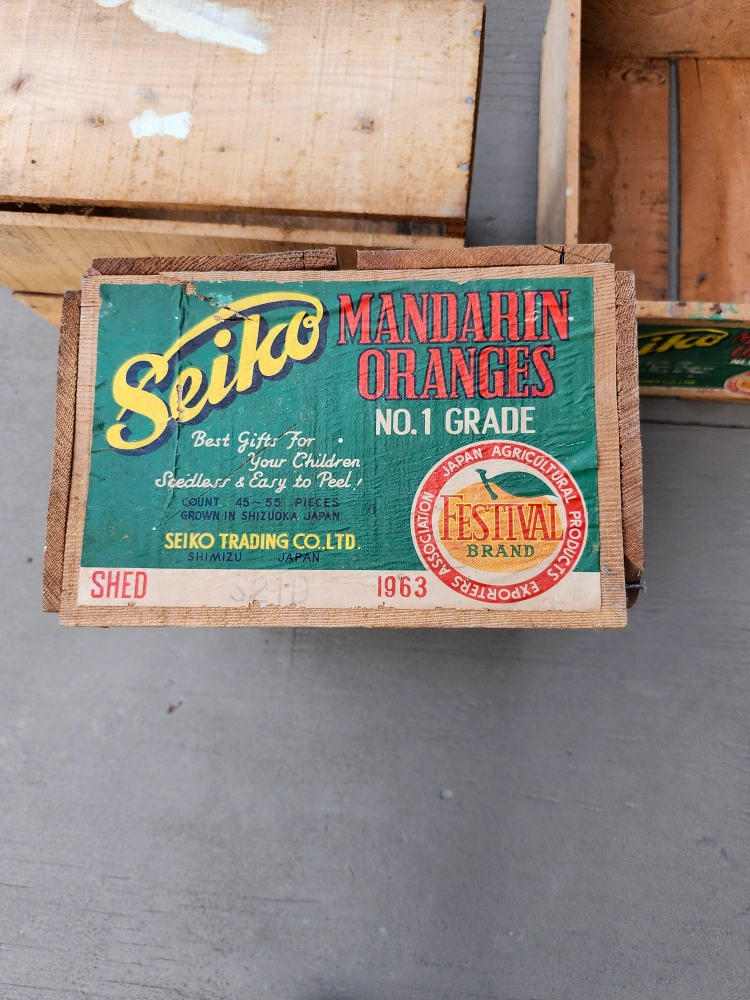 Seiko
MANDARIN
ORANGES
NO.1 GRADE
Best Gifts For
Your Children
Seedless & Easy to Peel!
COUNT 45~55 PIECES
GROWN IN SHIZUOKA JAPAN
SEIKO TRADING CO.,LTD.
SHIMIZU JAPAN
JAPAN AGRICULTURAL PRODUCTS EXPORTERS ASSOCIATION
FESTIVAL
BRAND
SHED
1963
Seiko